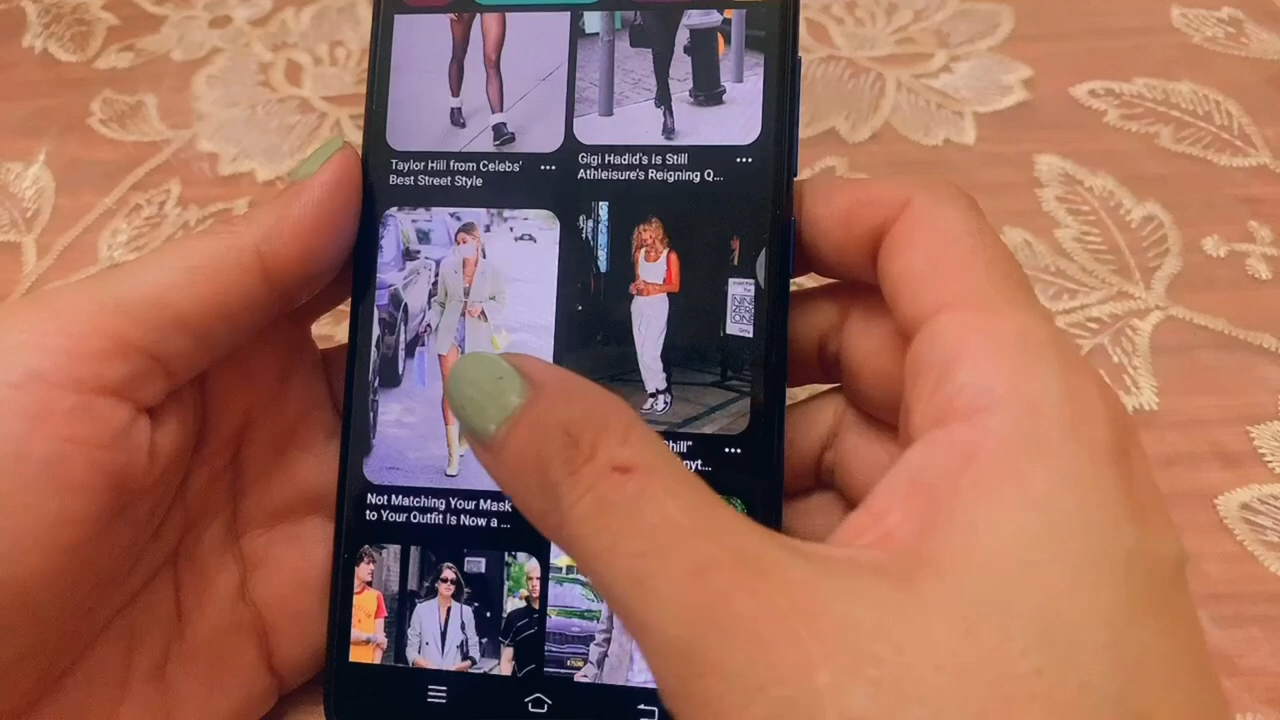 Taylor Hill from Celebs'
Best Street Style
Gigi Hadid's Is Still
Athleisure's Reigning Q...
NINE
ZERO
ONE
Not Matching Your Mask
to Your Outfit Is Now a ...
Chill"